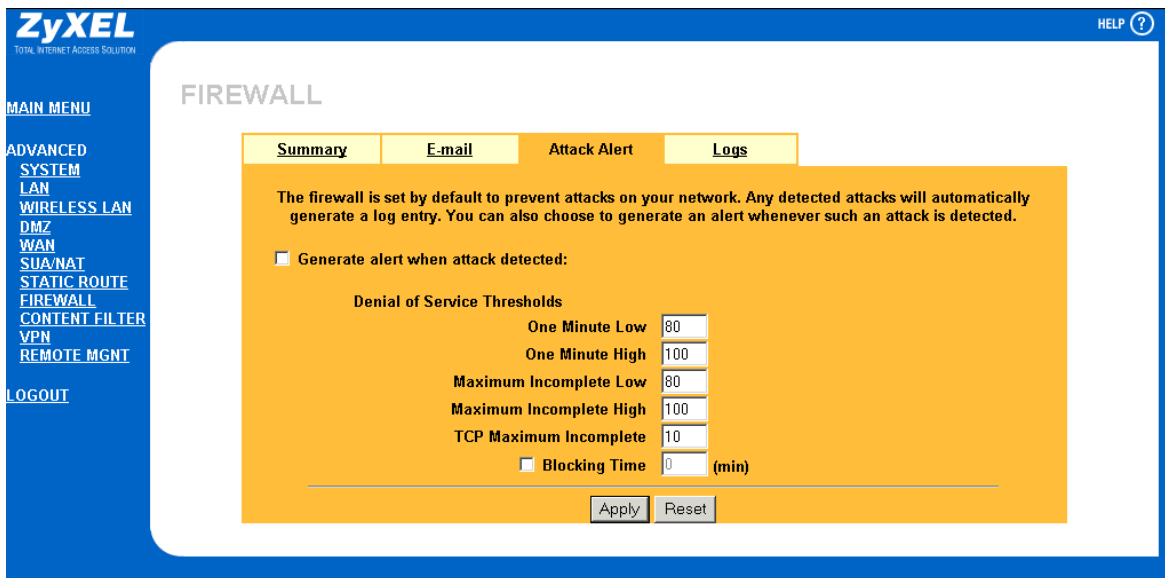 ZyXEL
TOTAL INTERNET ACCESS SOLUTION
HELP ?
MAIN MENU
ADVANCED
SYSTEM
LAN
WIRELESS LAN
DMZ
WAN
SUA/NAT
STATIC ROUTE
FIREWALL
CONTENT FILTER
VPN
REMOTE MGNT
LOGOUT
FIREWALL
Summary E-mail Attack Alert Logs
The firewall is set by default to prevent attacks on your network. Any detected attacks will automatically
generate a log entry. You can also choose to generate an alert whenever such an attack is detected.
Generate alert when attack detected:
Denial of Service Thresholds
One Minute Low 80
One Minute High 100
Maximum Incomplete Low 80
Maximum Incomplete High 100
TCP Maximum Incomplete 10
Blocking Time 0 (min)
Apply Reset